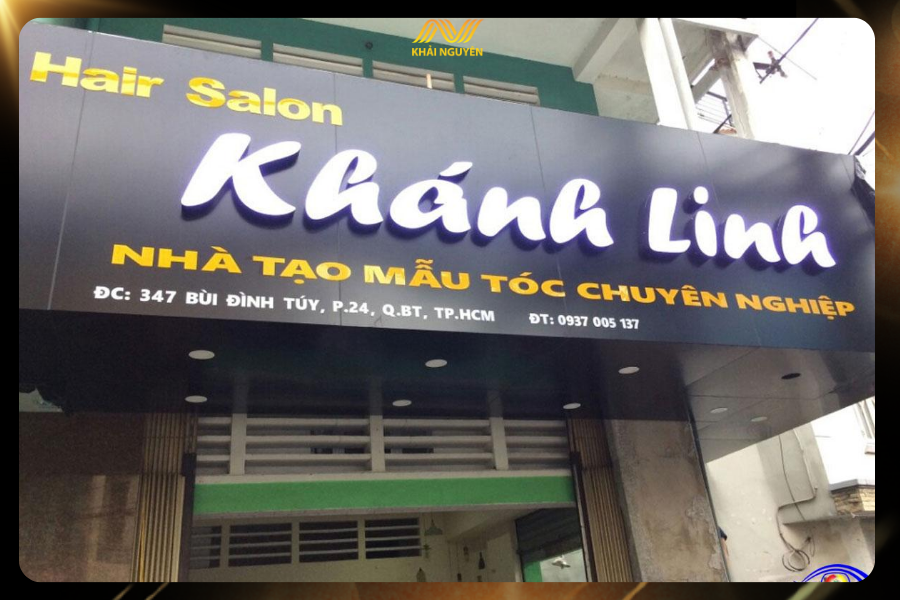 KHẢI NGUYÊN
Hair Salon
Khánh Linh
NHÀ TẠO MẪU TÓC CHUYÊN NGHIỆP
ĐC: 347 BÙI ĐÌNH TÚY, P.24, Q.BT, TP.HCM ĐT: 0937 005 137